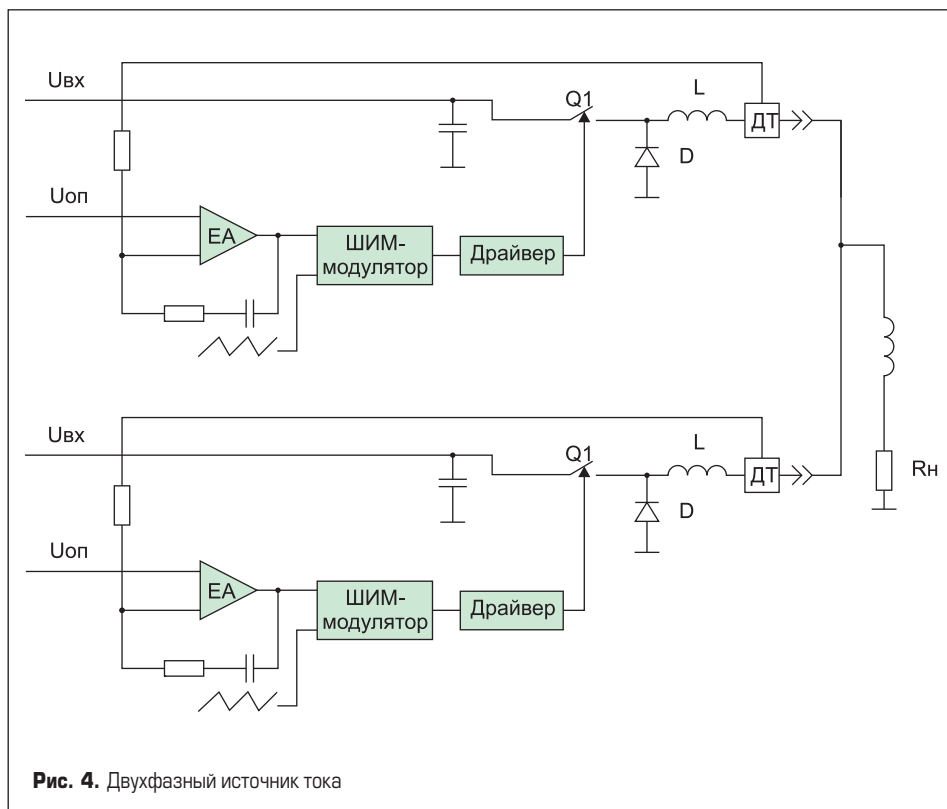 Uвх
Q1
L
ДТ
D
Uоп
EA
ШИМ-
модулятор
Драйвер
Uвх
Q1
L
ДТ
Rн
D
Uоп
EA
ШИМ-
модулятор
Драйвер
Рис. 4. Двухфазный источник тока